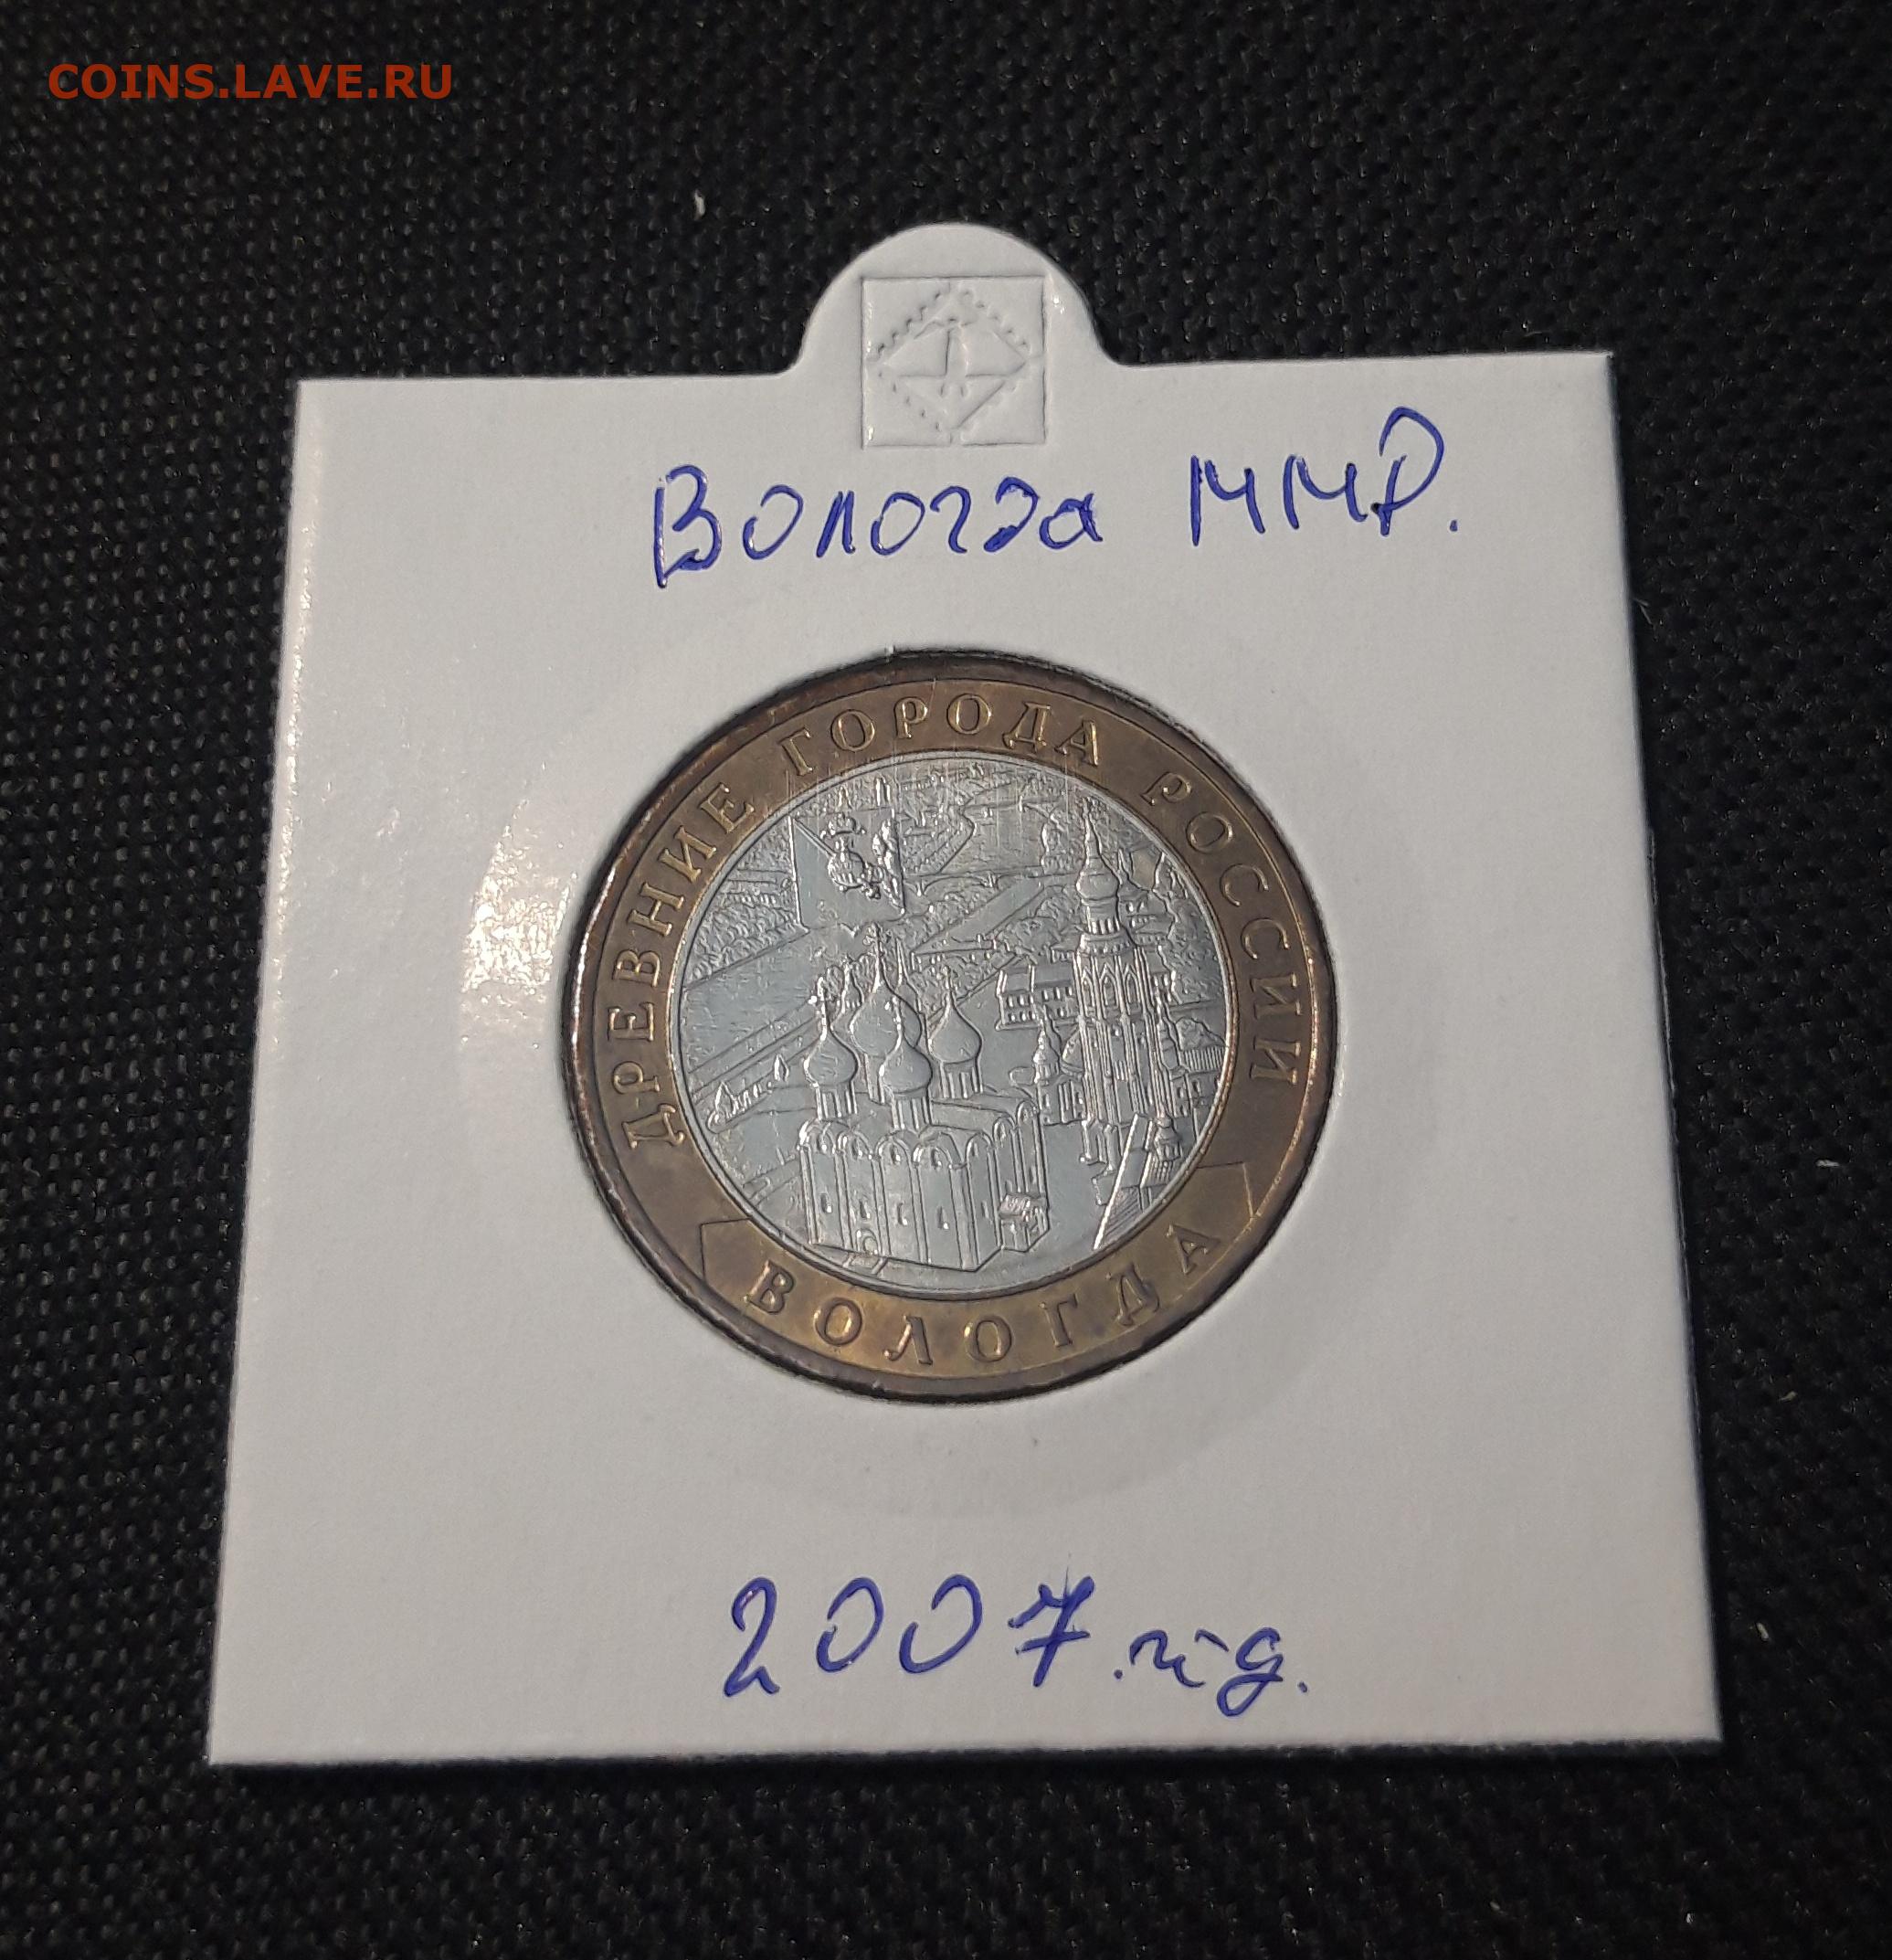 COINS.LAVE.RU
Вологда ММД.
ДРЕВНИЕ ГОРОДА РОССИИ
ВОЛОГДА
2007